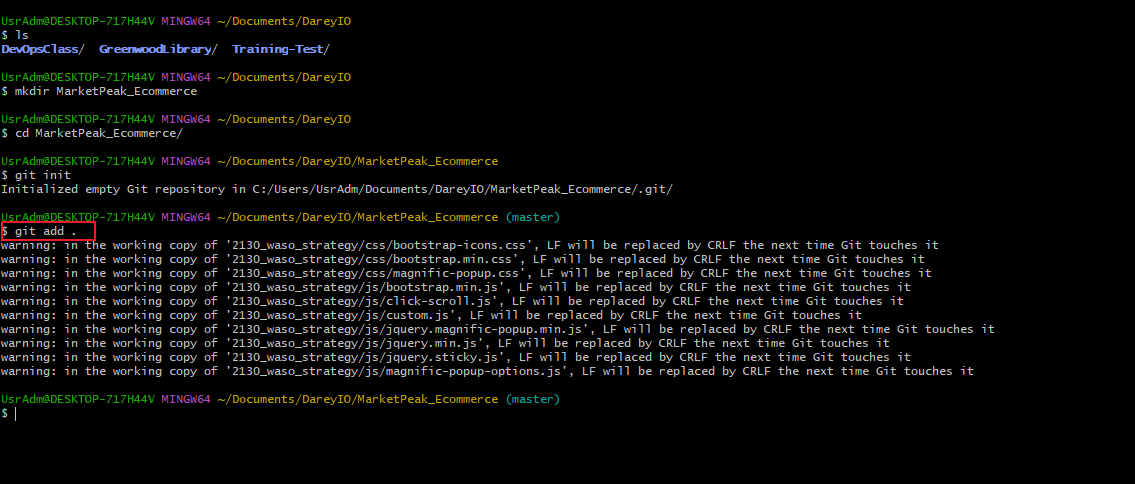 UsrAdm@DESKTOP-717H44V MINGW64 ~/Documents/DareyIO
$ ls
DevOpsClass/  GreenwoodLibrary/  Training-Test/
UsrAdm@DESKTOP-717H44V MINGW64 ~/Documents/DareyIO
$ mkdir MarketPeak_Ecommerce
UsrAdm@DESKTOP-717H44V MINGW64 ~/Documents/DareyIO
$ cd MarketPeak_Ecommerce/
UsrAdm@DESKTOP-717H44V MINGW64 ~/Documents/DareyIO/MarketPeak_Ecommerce
$ git init
Initialized empty Git repository in C:/Users/UsrAdm/Documents/DareyIO/MarketPeak_Ecommerce/.git/
UsrAdm@DESKTOP-717H44V MINGW64 ~/Documents/DareyIO/MarketPeak_Ecommerce (master)
$ git add .
warning: in the working copy of '2130_waso_strategy/css/bootstrap-icons.css', LF will be replaced by CRLF the next time Git touches it
warning: in the working copy of '2130_waso_strategy/css/bootstrap.min.css', LF will be replaced by CRLF the next time Git touches it
warning: in the working copy of '2130_waso_strategy/css/magnific-popup.css', LF will be replaced by CRLF the next time Git touches it
warning: in the working copy of '2130_waso_strategy/js/bootstrap.min.js', LF will be replaced by CRLF the next time Git touches it
warning: in the working copy of '2130_waso_strategy/js/click-scroll.js', LF will be replaced by CRLF the next time Git touches it
warning: in the working copy of '2130_waso_strategy/js/custom.js', LF will be replaced by CRLF the next time Git touches it
warning: in the working copy of '2130_waso_strategy/js/jquery.magnific-popup.min.js', LF will be replaced by CRLF the next time Git touches it
warning: in the working copy of '2130_waso_strategy/js/jquery.min.js', LF will be replaced by CRLF the next time Git touches it
warning: in the working copy of '2130_waso_strategy/js/jquery.sticky.js', LF will be replaced by CRLF the next time Git touches it
warning: in the working copy of '2130_waso_strategy/js/magnific-popup-options.js', LF will be replaced by CRLF the next time Git touches it
UsrAdm@DESKTOP-717H44V MINGW64 ~/Documents/DareyIO/MarketPeak_Ecommerce (master)
$